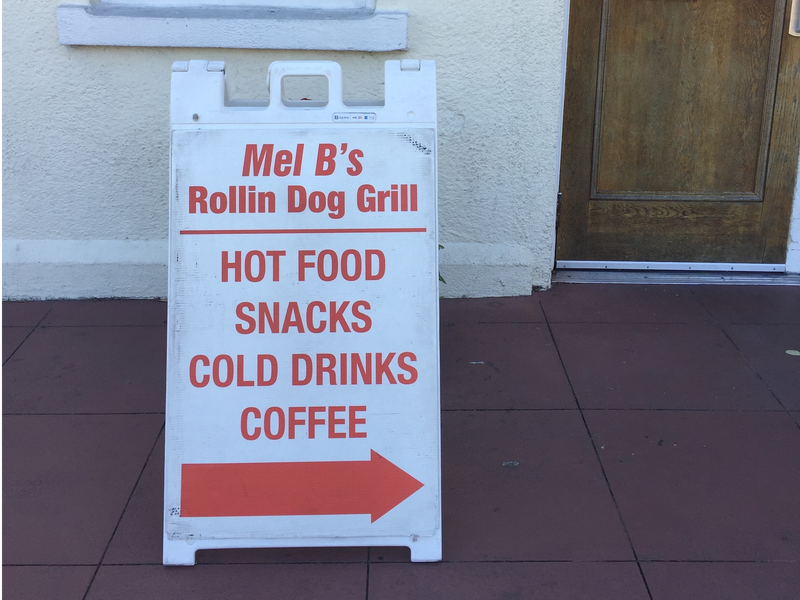 Mel B's
Rollin Dog Grill
HOT FOOD
SNACKS
COLD DRINKS
COFFEE